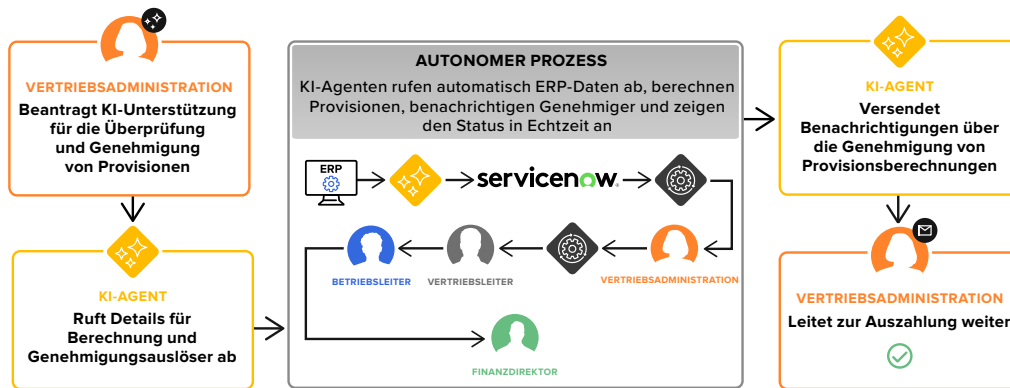 VERTRIEBSADMINISTRATION
Beantragt KI-Unterstützung
für die Überprüfung
und Genehmigung
von Provisionen
KI-AGENT
Ruft Details für
Berechnung und
Genehmigungsauslöser ab
AUTONOMER PROZESS
KI-Agenten rufen automatisch ERP-Daten ab, berechnen
Provisionen, benachrichtigen Genehmiger und zeigen
den Status in Echtzeit an
ERP
servicenow.
BETRIEBSLEITER
VERTRIEBSLEITER
VERTRIEBSADMINISTRATION
FINANZDIREKTOR
KI-AGENT
Versendet
Benachrichtigungen über
die Genehmigung von
Provisionsberechnungen
VERTRIEBSADMINISTRATION
Leitet zur Auszahlung weiter